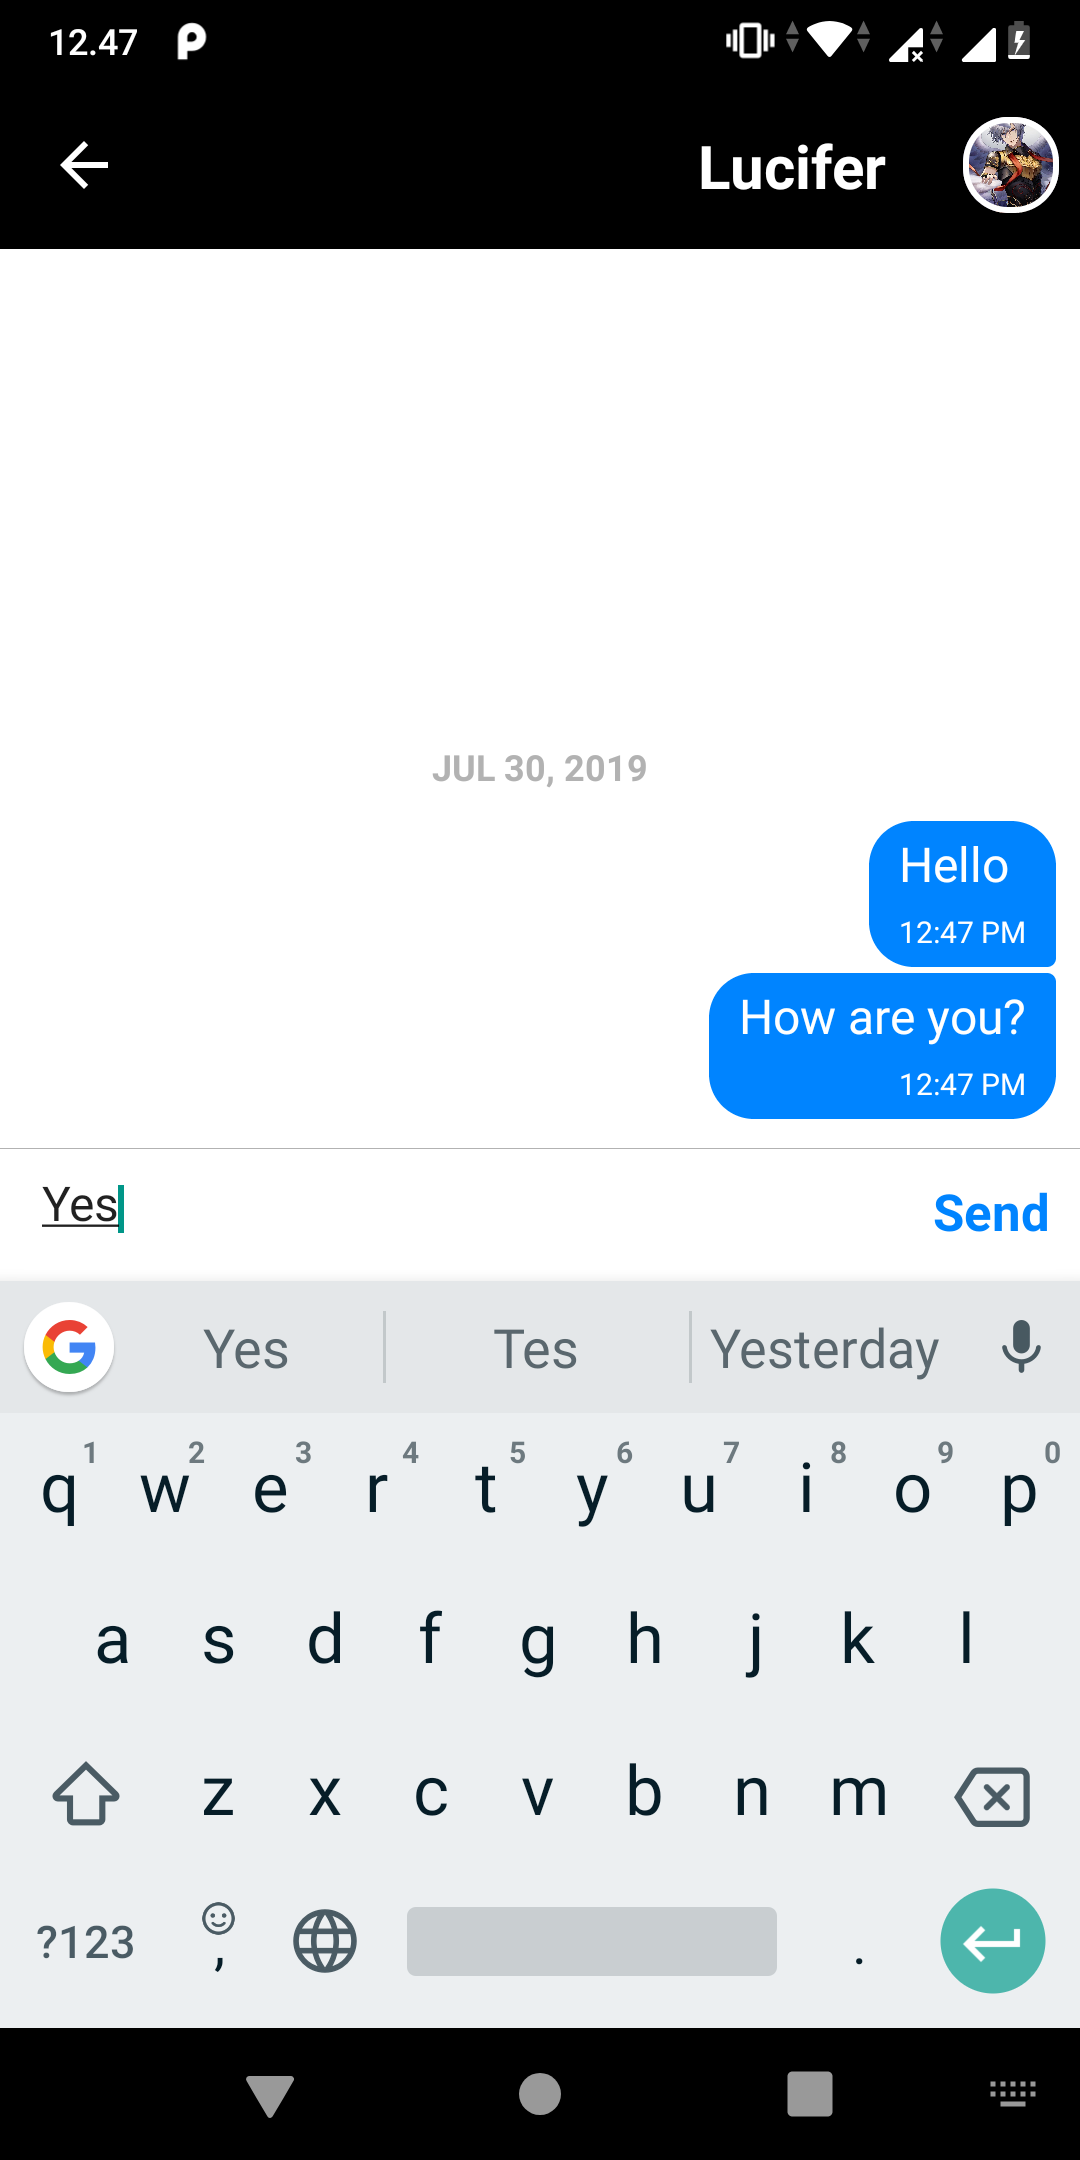 12.47
Lucifer
JUL 30, 2019
Hello
12:47 PM
How are you?
12:47 PM
Yes
Send
Yes Tes Yesterday
1 2 3 4 5 6 7 8 9 0
q w e r t y u i o p
a s d f g h j k l
z x c v b n m
?123 , .